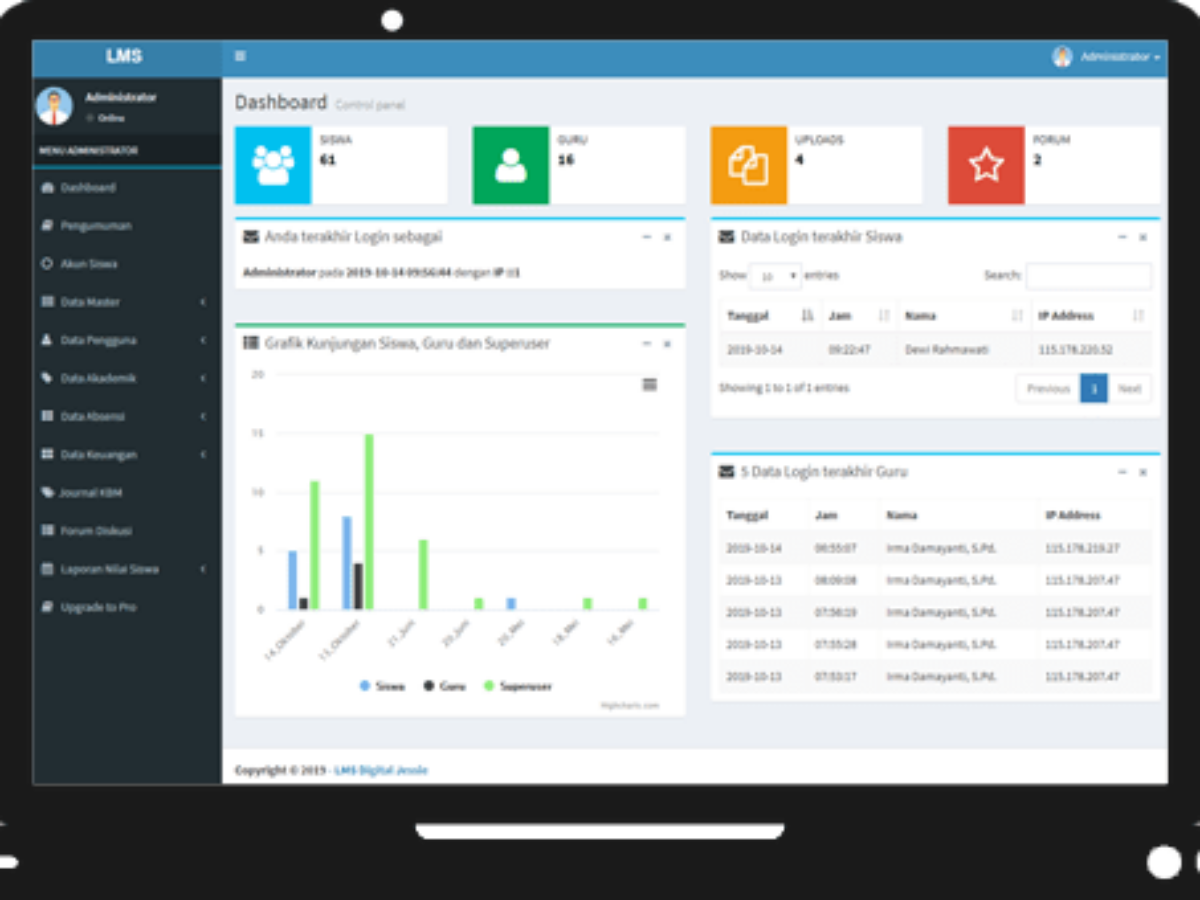 LMS
Administrator
Administrator
Online
MENU ADMINISTRATOR
Dashboard
Pengumuman
Akun Siswa
Data Master
Data Pengguna
Data Akademik
Data Absensi
Data Keuangan
Journal KBM
Forum Diskusi
Laporan Nilai Siswa
Upgrade to Pro
Dashboard Control panel
SISWA
61
GURU
16
UPLOADS
4
FORUM
2
Anda terakhir Login sebagai
Administrator pada 2019-10-14 09:56:44 dengan IP ::1
Grafik Kunjungan Siswa, Guru dan Superuser
20
15
10
5
0
14_Oktober
13_Oktober
21_Juni
20_Juni
20_Mei
18_Mei
16_Mei
Siswa Guru Superuser
Highcharts.com
Data Login terakhir Siswa
Show 10 entries Search:
Tanggal Jam Nama IP Address
2019-10-14 09:22:47 Dewi Rahmawati 115.178.220.52
Showing 1 to 1 of 1 entries Previous 1 Next
5 Data Login terakhir Guru
Tanggal Jam Nama IP Address
2019-10-14 Irma Damayanti, S.Pd. 115.178.219.27
2019-10-13 08:09:08 Irma Damayanti, S.Pd. 115.178.207.47
2019-10-13 07:56:19 Irma Damayanti, S.Pd. 115.178.207.47
2019-10-13 07:55:28 Irma Damayanti, S.Pd. 115.178.207.47
2019-10-13 07:53:17 Irma Damayanti, S.Pd. 115.178.207.47
Copyright © 2019 - LMS Digital Jessie